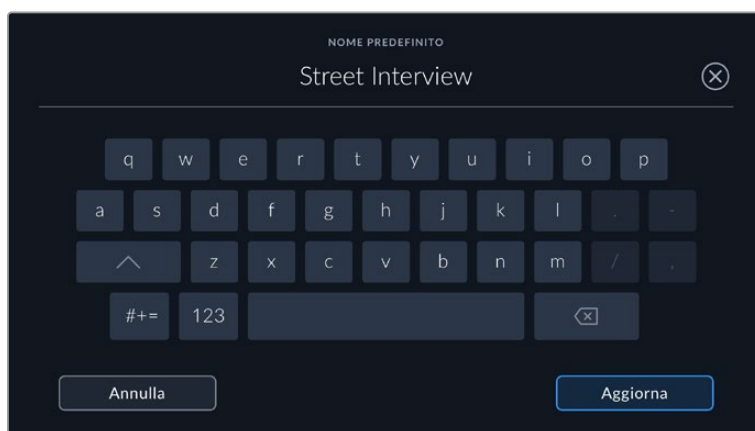 NOME PREDEFINITO
Street Interview
q w e r t y u i o p
a s d f g h j k l . -
z x c v b n m / ,
#+= 123
Annulla Aggiorna